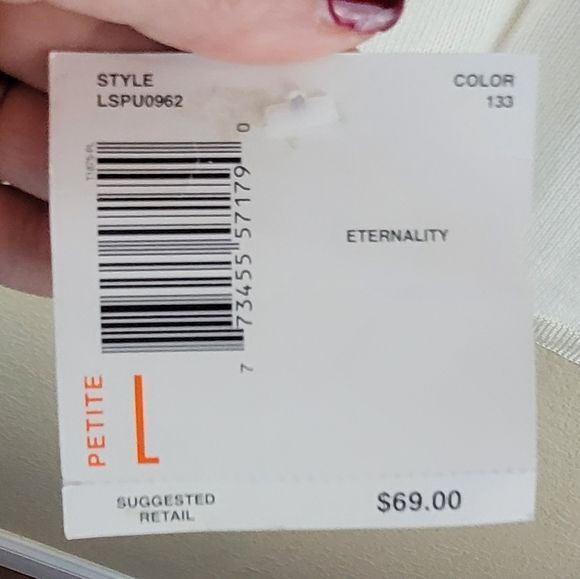 STYLE
LSPU0962
COLOR
133
ETERNALITY
7 73455 57179 0
PETITE
L
SUGGESTED
RETAIL
$69.00